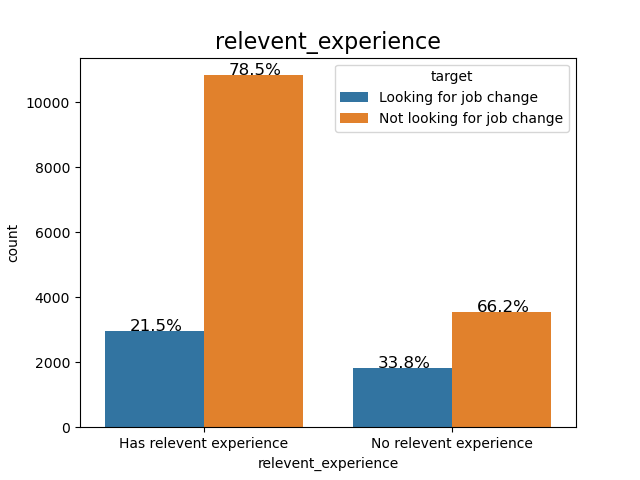 relevent_experience
78.5%
target
Looking for job change
Not looking for job change
10000
8000
6000
4000
2000
0
count
21.5%
66.2%
33.8%
Has relevent experience
No relevent experience
relevent_experience